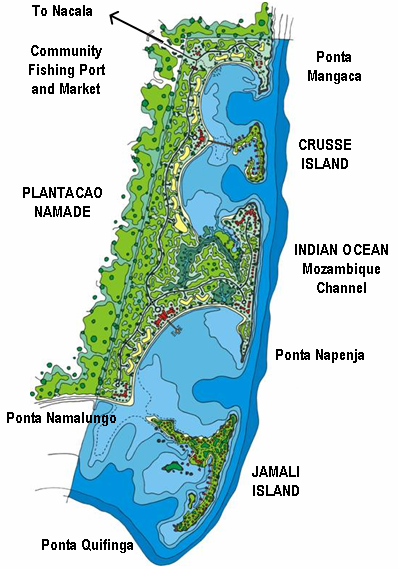 To Nacala
Community
Fishing Port
and Market
Ponta
Mangaca
CRUSSE
ISLAND
PLANTACAO
NAMADE
INDIAN OCEAN
Mozambique
Channel
Ponta Napenja
Ponta Namalungo
JAMALI
ISLAND
Ponta Quifinga